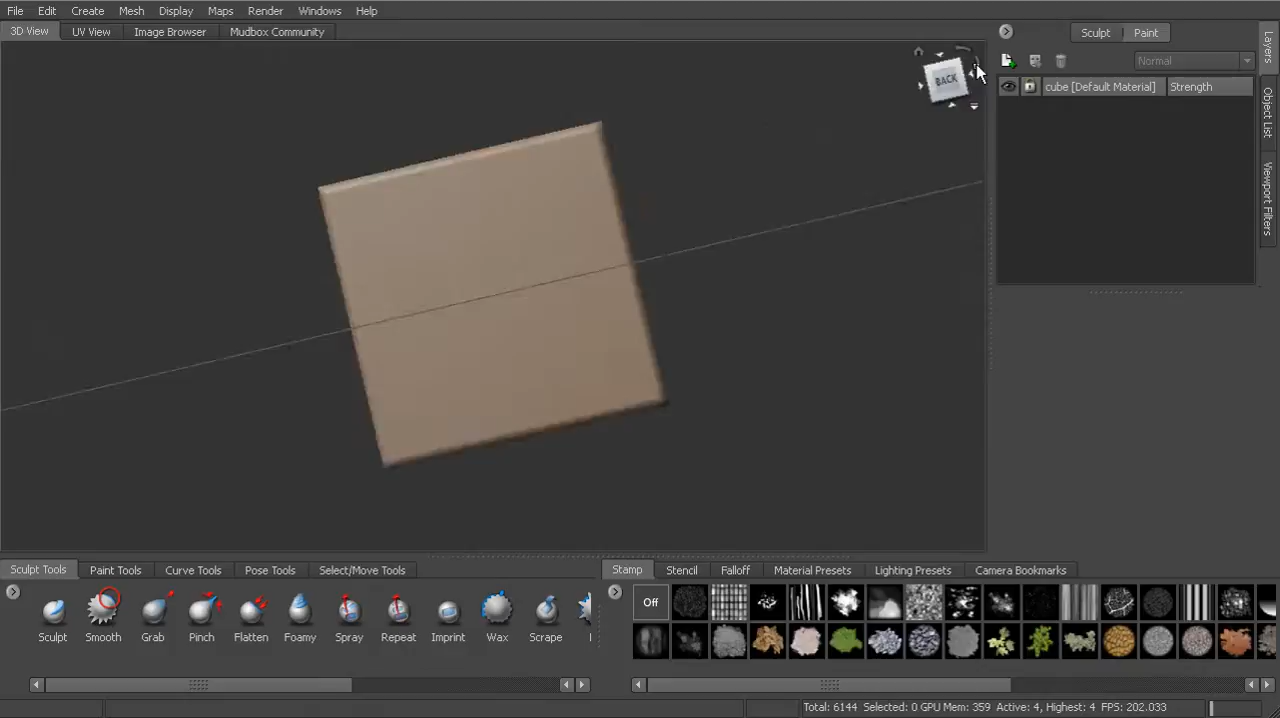 File Edit Create Mesh Display Maps Render Windows Help
3D View UV View Image Browser Mudbox Community
Sculpt Paint
Normal
cube [Default Material] Strength
BACK
Layers
Object List
Viewport Filters
Sculpt Tools Paint Tools Curve Tools Pose Tools Select/Move Tools
Stamp Stencil Falloff Material Presets Lighting Presets Camera Bookmarks
Off
Sculpt Smooth Grab Pinch Flatten Foamy Spray Repeat Imprint Wax Scrape
Total: 6144 Selected: 0 GPU Mem: 359 Active: 4, Highest: 4 FPS: 202.033